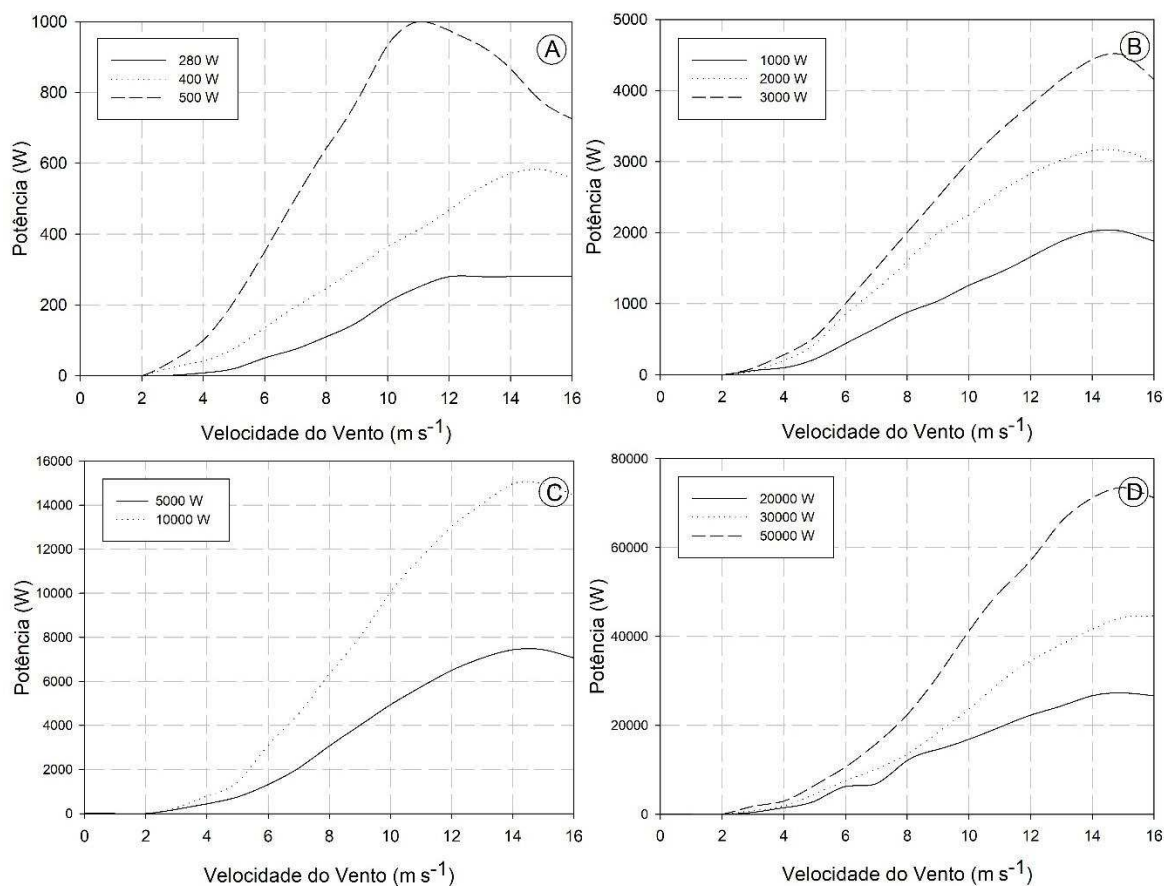 A
280 W
400 W
500 W
Potência (W)
1000
800
600
400
200
0
0 2 4 6 8 10 12 14 16
Velocidade do Vento (m s-1)
B
1000 W
2000 W
3000 W
Potência (W)
5000
4000
3000
2000
1000
0
0 2 4 6 8 10 12 14 16
Velocidade do Vento (m s-1)
C
5000 W
10000 W
Potência (W)
16000
14000
12000
10000
8000
6000
4000
2000
0
0 2 4 6 8 10 12 14 16
Velocidade do Vento (m s-1)
D
20000 W
30000 W
50000 W
Potência (W)
80000
60000
40000
20000
0
0 2 4 6 8 10 12 14 16
Velocidade do Vento (m s-1)